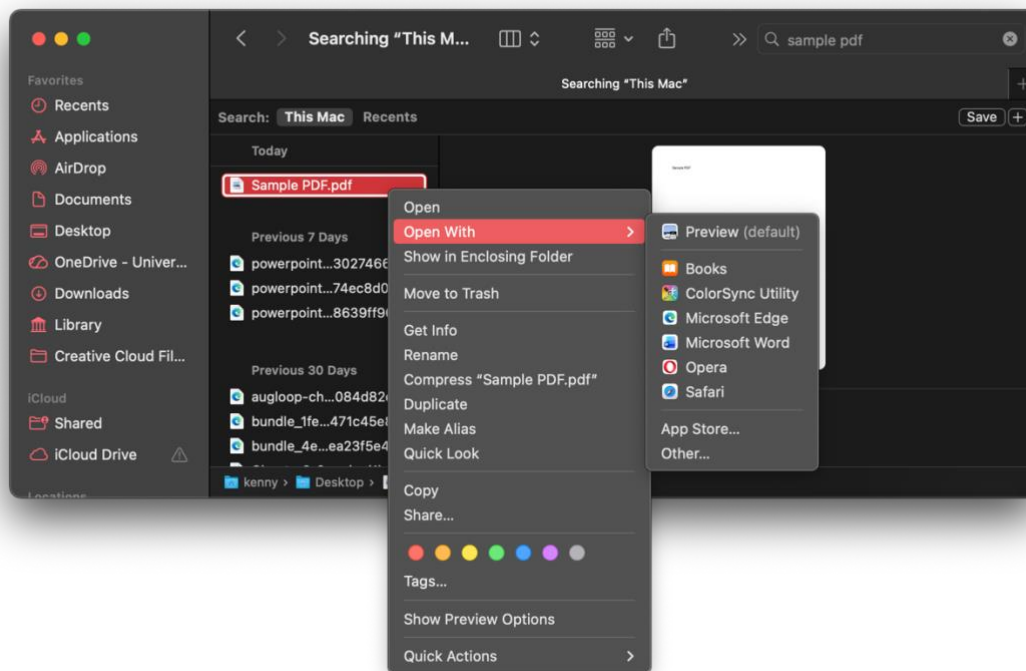 Searching “This M...
sample pdf
Searching “This Mac”
Search: This Mac Recents
Save
Favorites
Recents
Applications
AirDrop
Documents
Desktop
OneDrive - Univer...
Downloads
Library
Creative Cloud Fil...
iCloud
Shared
iCloud Drive
Locations
Today
Sample PDF.pdf
Previous 7 Days
powerpoint...3027466
powerpoint...74ec8d0
powerpoint...8639ff9
Previous 30 Days
augloop-ch...084d82
bundle_1fe...471c45e8
bundle_4e...ea23f5e4
kenny › Desktop ›
Sample PDF
Open
Open With
Show in Enclosing Folder
Move to Trash
Get Info
Rename
Compress “Sample PDF.pdf”
Duplicate
Make Alias
Quick Look
Copy
Share...
Tags...
Show Preview Options
Quick Actions
Preview (default)
Books
ColorSync Utility
Microsoft Edge
Microsoft Word
Opera
Safari
App Store...
Other...